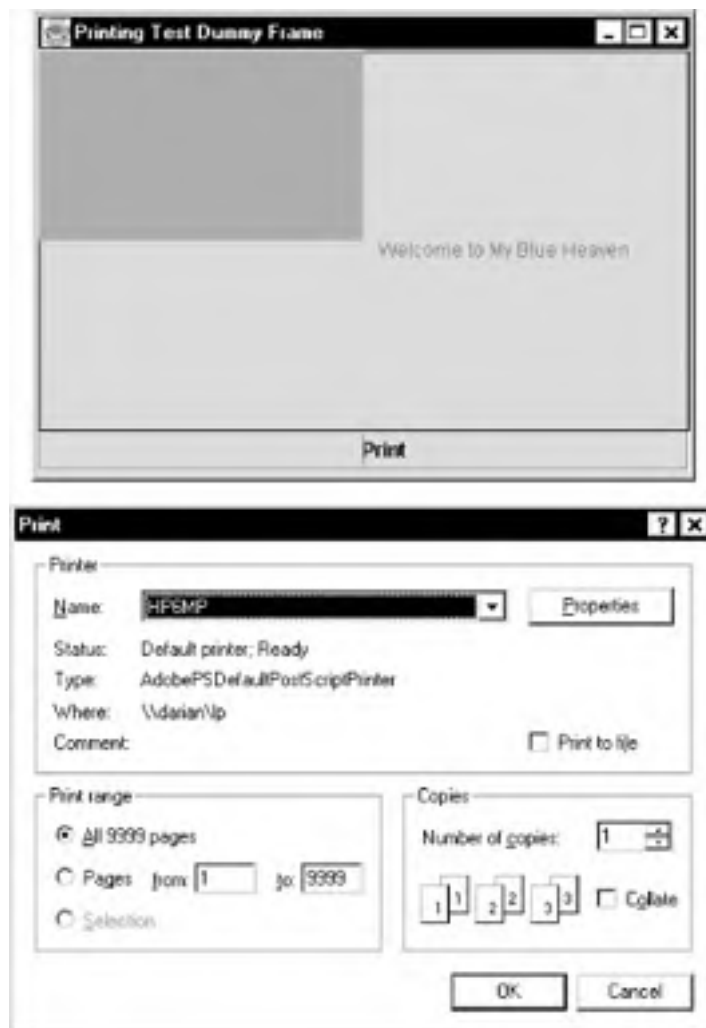 Printing Test Dummy Frame
Welcome to My Blue Heaven
Print
Print
Printer
Name: HP6MP Properties
Status: Default printer; Ready
Type: AdobePSDefaultPostScriptPrinter
Where: \\darian\lp
Comment: Print to file
Print range
All 9999 pages
Pages from: 1 to: 9999
Selection
Copies
Number of copies: 1
1 1 2 2 3 3 Collate
OK Cancel